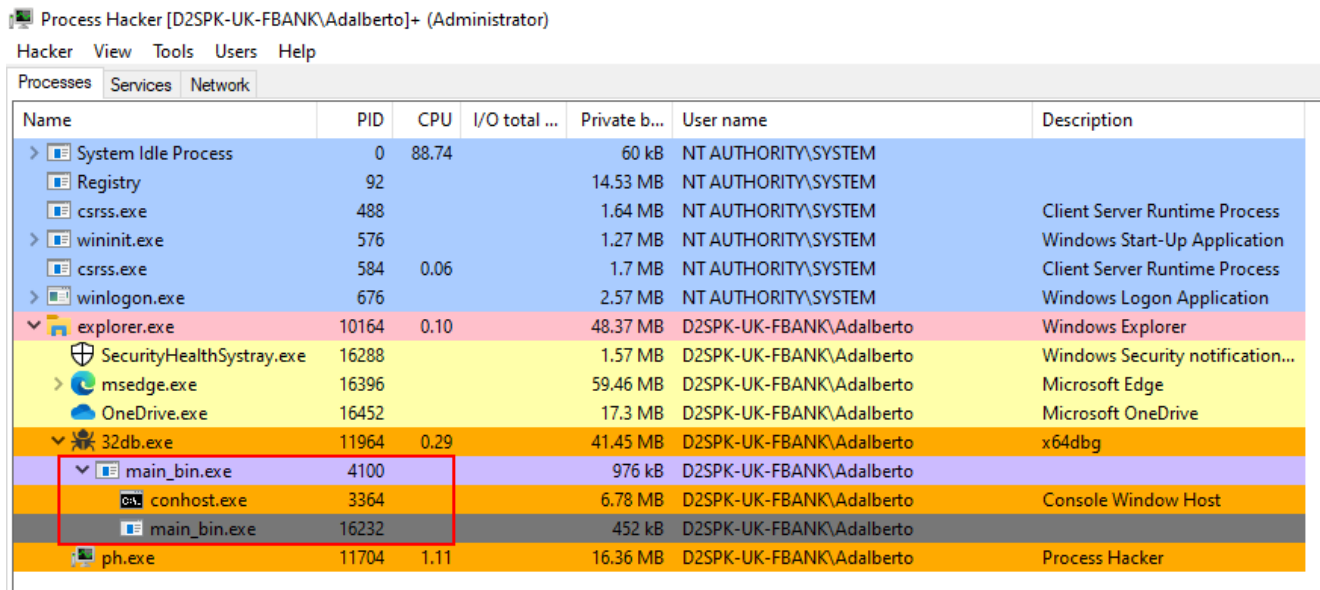 Process Hacker [D2SPK-UK-FBANK\Adalberto]+ (Administrator)
Hacker View Tools Users Help
Processes Services Network
Name PID CPU I/O total ... Private b... User name Description
System Idle Process 0 88.74 60 kB NT AUTHORITY\SYSTEM
Registry 92 14.53 MB NT AUTHORITY\SYSTEM
csrss.exe 488 1.64 MB NT AUTHORITY\SYSTEM Client Server Runtime Process
wininit.exe 576 1.27 MB NT AUTHORITY\SYSTEM Windows Start-Up Application
csrss.exe 584 0.06 1.7 MB NT AUTHORITY\SYSTEM Client Server Runtime Process
winlogon.exe 676 2.57 MB NT AUTHORITY\SYSTEM Windows Logon Application
explorer.exe 10164 0.10 48.37 MB D2SPK-UK-FBANK\Adalberto Windows Explorer
SecurityHealthSystray.exe 16288 1.57 MB D2SPK-UK-FBANK\Adalberto Windows Security notification...
msedge.exe 16396 59.46 MB D2SPK-UK-FBANK\Adalberto Microsoft Edge
OneDrive.exe 16452 17.3 MB D2SPK-UK-FBANK\Adalberto Microsoft OneDrive
32db.exe 11964 0.29 41.45 MB D2SPK-UK-FBANK\Adalberto x64dbg
main_bin.exe 4100 976 kB D2SPK-UK-FBANK\Adalberto
conhost.exe 3364 6.78 MB D2SPK-UK-FBANK\Adalberto Console Window Host
main_bin.exe 16232 452 kB D2SPK-UK-FBANK\Adalberto
ph.exe 11704 1.11 16.36 MB D2SPK-UK-FBANK\Adalberto Process Hacker